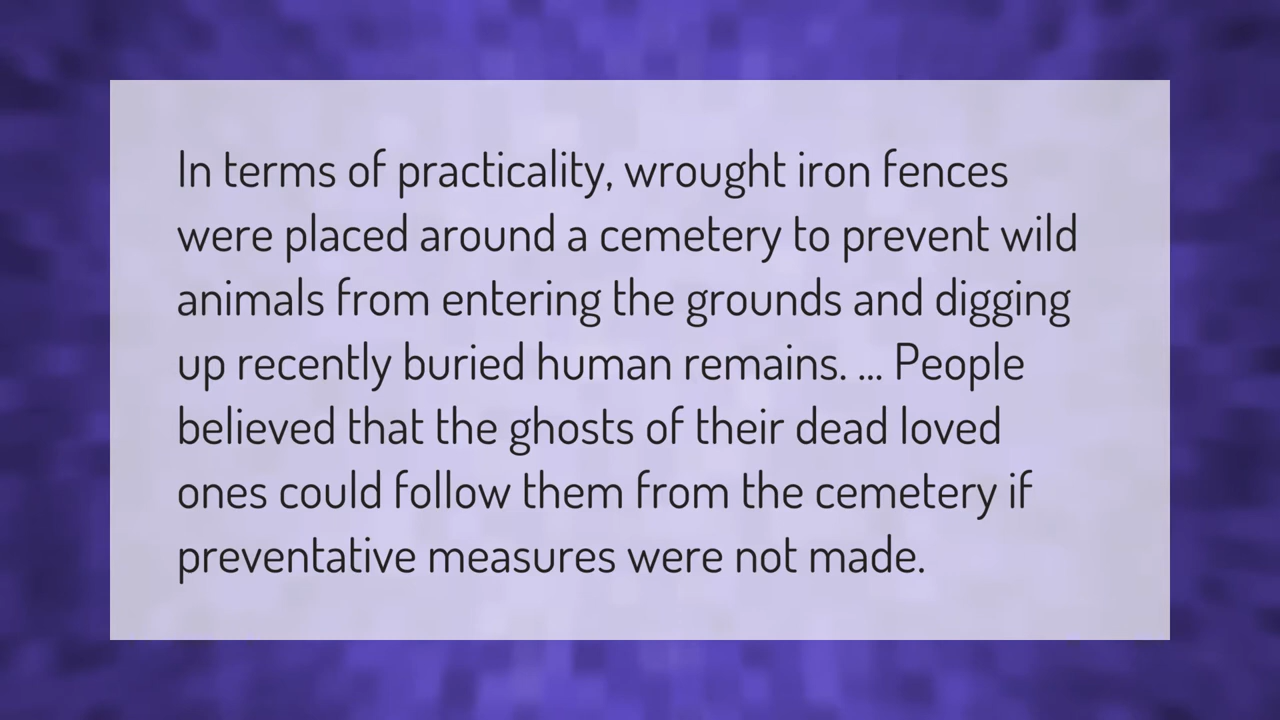 In terms of practicality, wrought iron fences
were placed around a cemetery to prevent wild
animals from entering the grounds and digging
up recently buried human remains. ... People
believed that the ghosts of their dead loved
ones could follow them from the cemetery if
preventative measures were not made.